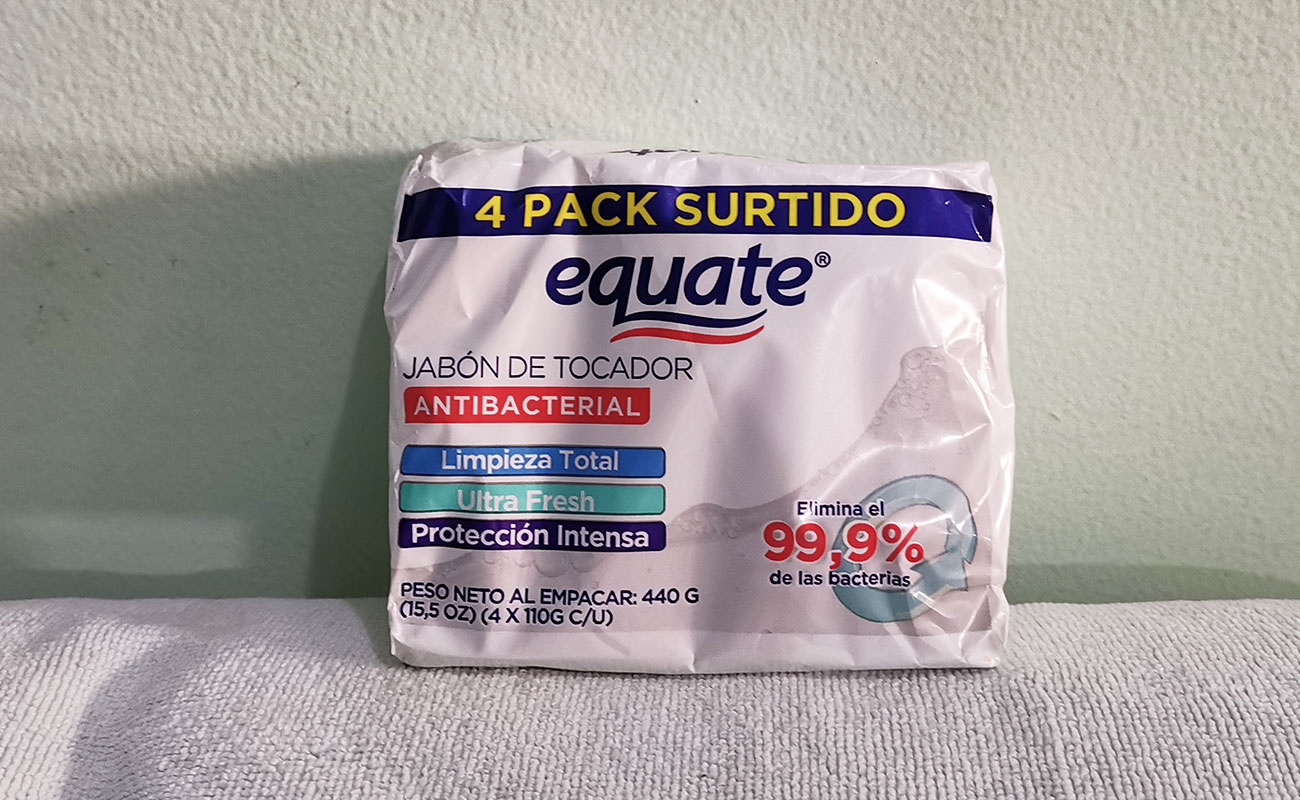 4 PACK SURTIDO
equate®
JABÓN DE TOCADOR
ANTIBACTERIAL
Limpieza Total
Ultra Fresh
Protección Intensa
Elimina el
99,9%
de las bacterias
PESO NETO AL EMPACAR: 440 G
(15,5 OZ) (4 X 110G C/U)